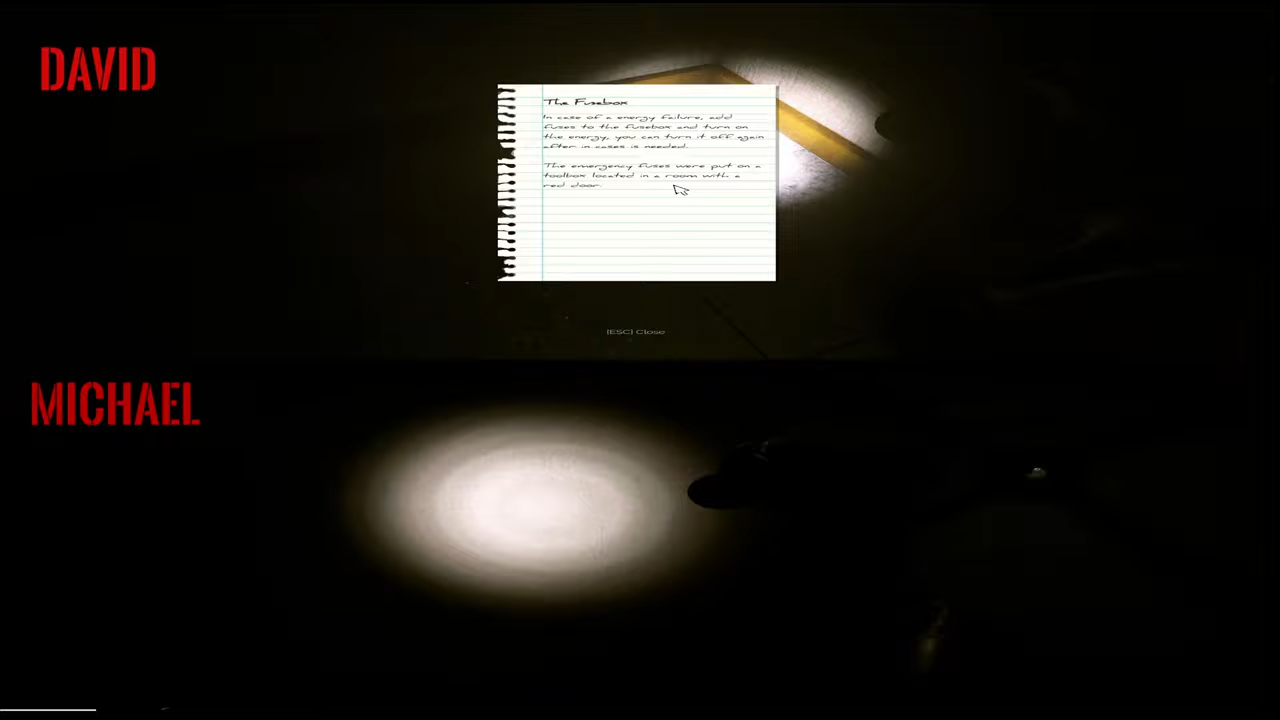 DAVID
The Fusebox
In case of a energy failure, add
fuses to the fusebox and turn on
the energy, you can turn it off again
after in cases is needed.
The emergency fuses were put on a
toolbox located in a room with a
red door.
[ESC] Close
MICHAEL